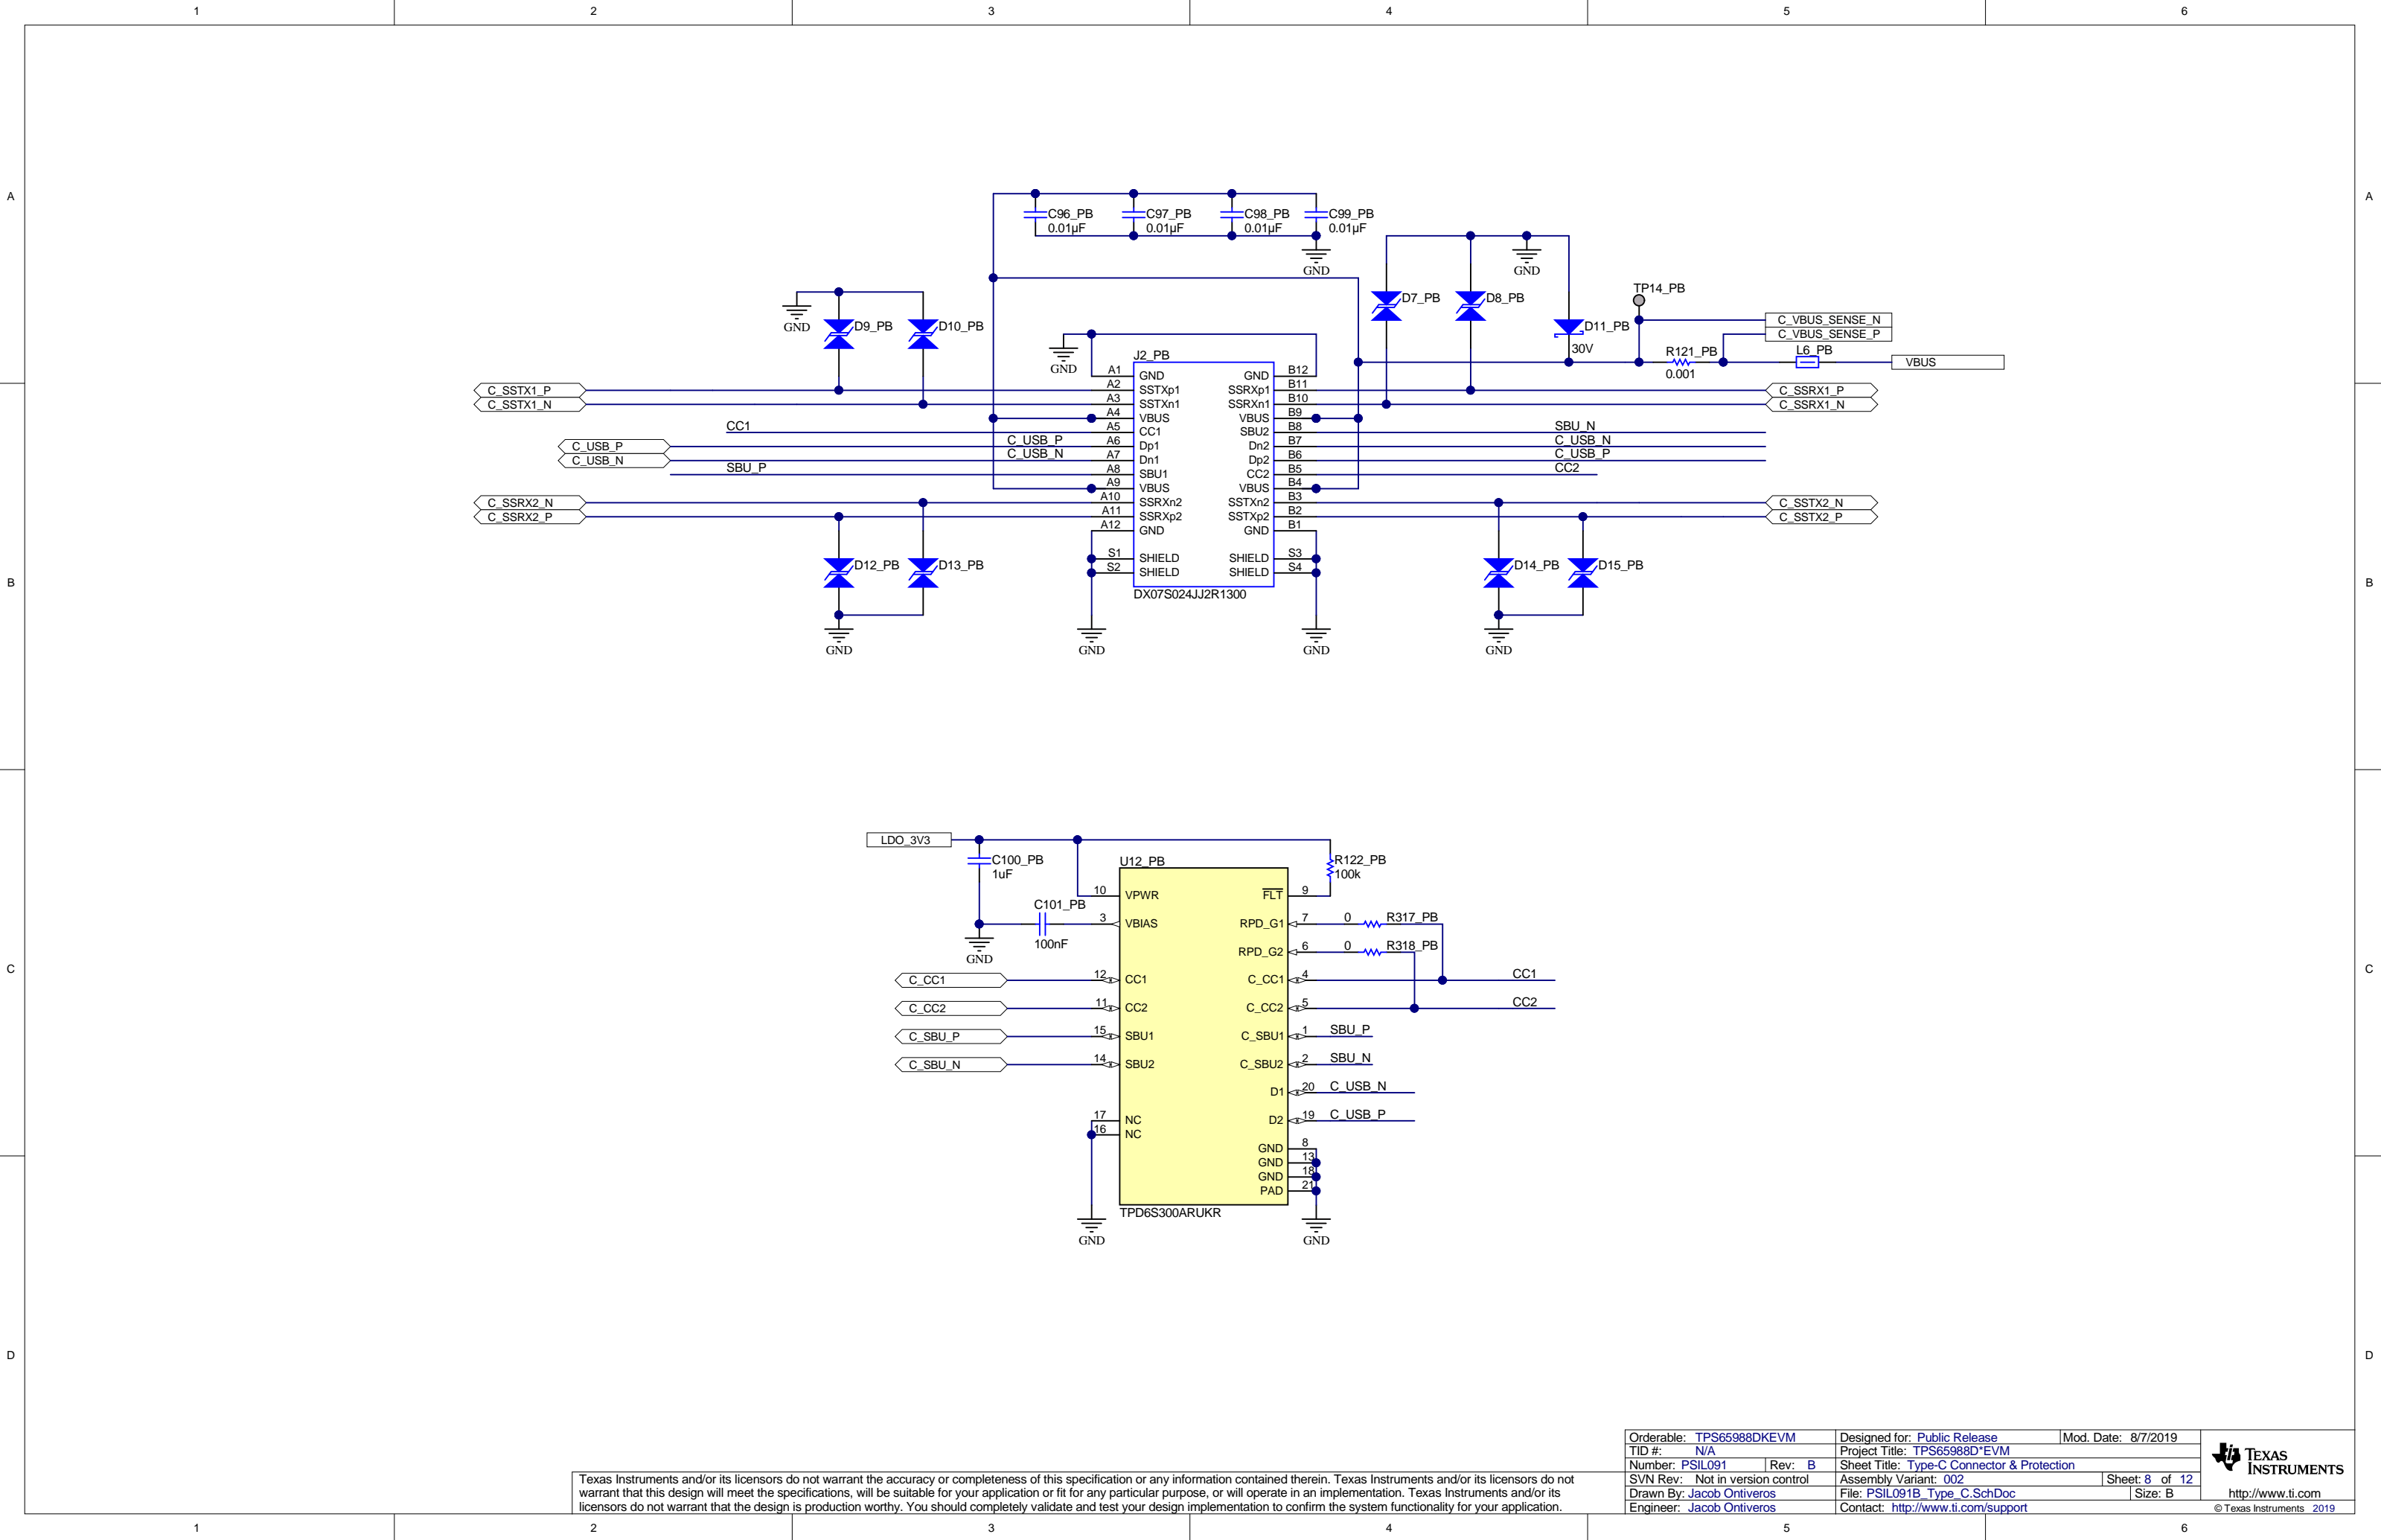 1 2 3 4 5 6
A A
C96_PB C97_PB C98_PB C99_PB
0.01µF 0.01µF 0.01µF 0.01µF
GND GND
TP14_PB
D7_PB D8_PB
C_VBUS_SENSE_N
GND D9_PB D10_PB D11_PB
C_VBUS_SENSE_P
30V
R121_PB L6_PB
0.001 VBUS
GND
J2_PB
A1 GND GND B12
C_SSTX1_P A2 SSTXp1 SSRXp1 B11 C_SSRX1_P
C_SSTX1_N A3 SSTXn1 SSRXn1 B10 C_SSRX1_N
A4 VBUS VBUS B9
CC1 A5 CC1 SBU2 B8 SBU_N
C_USB_P C_USB_P A6 Dp1 Dn2 B7 C_USB_N
C_USB_N C_USB_N A7 Dn1 Dp2 B6 C_USB_P
SBU_P A8 SBU1 CC2 B5 CC2
A9 VBUS VBUS B4
C_SSRX2_N A10 SSRXn2 SSTXn2 B3 C_SSTX2_N
C_SSRX2_P A11 SSRXp2 SSTXp2 B2 C_SSTX2_P
A12 GND GND B1
S1 SHIELD SHIELD S3
S2 SHIELD SHIELD S4
D12_PB D13_PB D14_PB D15_PB
B B
DX07S024JJ2R1300
GND GND GND GND
LDO_3V3
C100_PB
1uF
U12_PB
R122_PB
100k
10 VPWR FLT 9
C101_PB
100nF
3 VBIAS RPD_G1 7 0 R317_PB
RPD_G2 6 0 R318_PB
GND
C C
C_CC1 12 CC1 C_CC1 4 CC1
C_CC2 11 CC2 C_CC2 5 CC2
C_SBU_P 15 SBU1 C_SBU1 1 SBU_P
C_SBU_N 14 SBU2 C_SBU2 2 SBU_N
D1 20 C_USB_N
17 NC D2 19 C_USB_P
16 NC
GND 8
GND 13
GND 18
PAD 21
TPD6S300ARUKR
GND GND
D D
Texas Instruments and/or its licensors do not warrant the accuracy or completeness of this specification or any information contained therein. Texas Instruments and/or its licensors do not
warrant that this design will meet the specifications, will be suitable for your application or fit for any particular purpose, or will operate in an implementation. Texas Instruments and/or its
licensors do not warrant that the design is production worthy. You should completely validate and test your design implementation to confirm the system functionality for your application.
Orderable: TPS65988DKEVM Designed for: Public Release Mod. Date: 8/7/2019
TID #: N/A Project Title: TPS65988D*EVM
Number: PSIL091 Rev: B Sheet Title: Type-C Connector & Protection
SVN Rev: Not in version control Assembly Variant: 002 Sheet: 8 of 12
Drawn By: Jacob Ontiveros File: PSIL091B_Type_C.SchDoc Size: B
Engineer: Jacob Ontiveros Contact: http://www.ti.com/support
TEXAS
INSTRUMENTS
http://www.ti.com
© Texas Instruments 2019
1 2 3 4 5 6